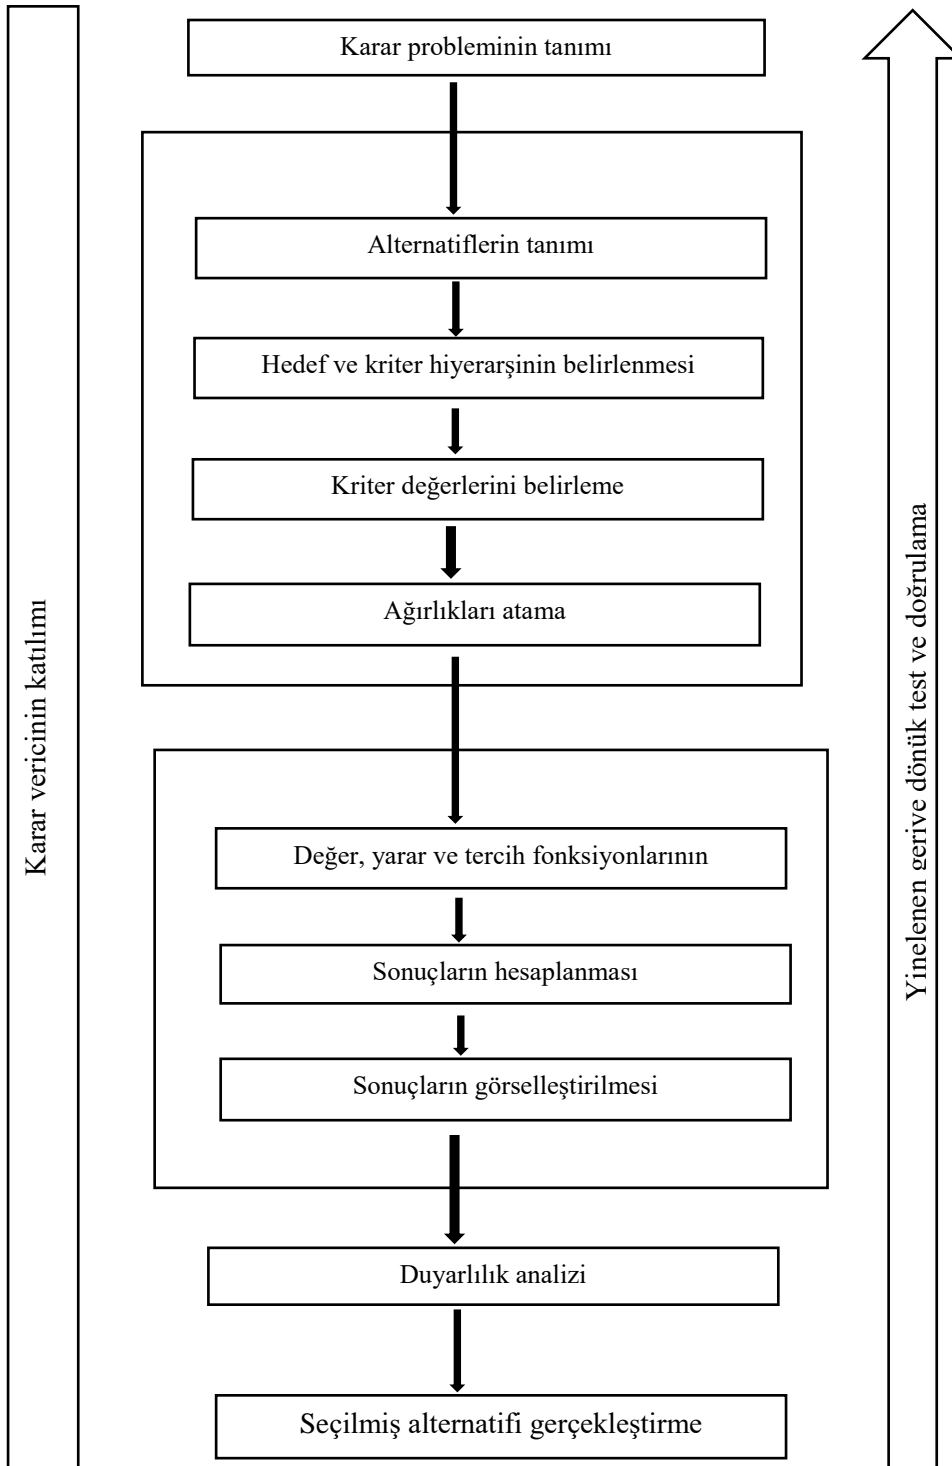 Karar probleminin tanımı
Alternatiflerin tanımı
Hedef ve kriter hiyerarşinin belirlenmesi
Kriter değerlerini belirleme
Ağırlıkları atama
Değer, yarar ve tercih fonksiyonlarının
Sonuçların hesaplanması
Sonuçların görselleştirilmesi
Duyarlılık analizi
Seçilmiş alternatifi gerçekleştirme
Karar vericinin katılımı
Yinelenen geriye dönük test ve doğrulama